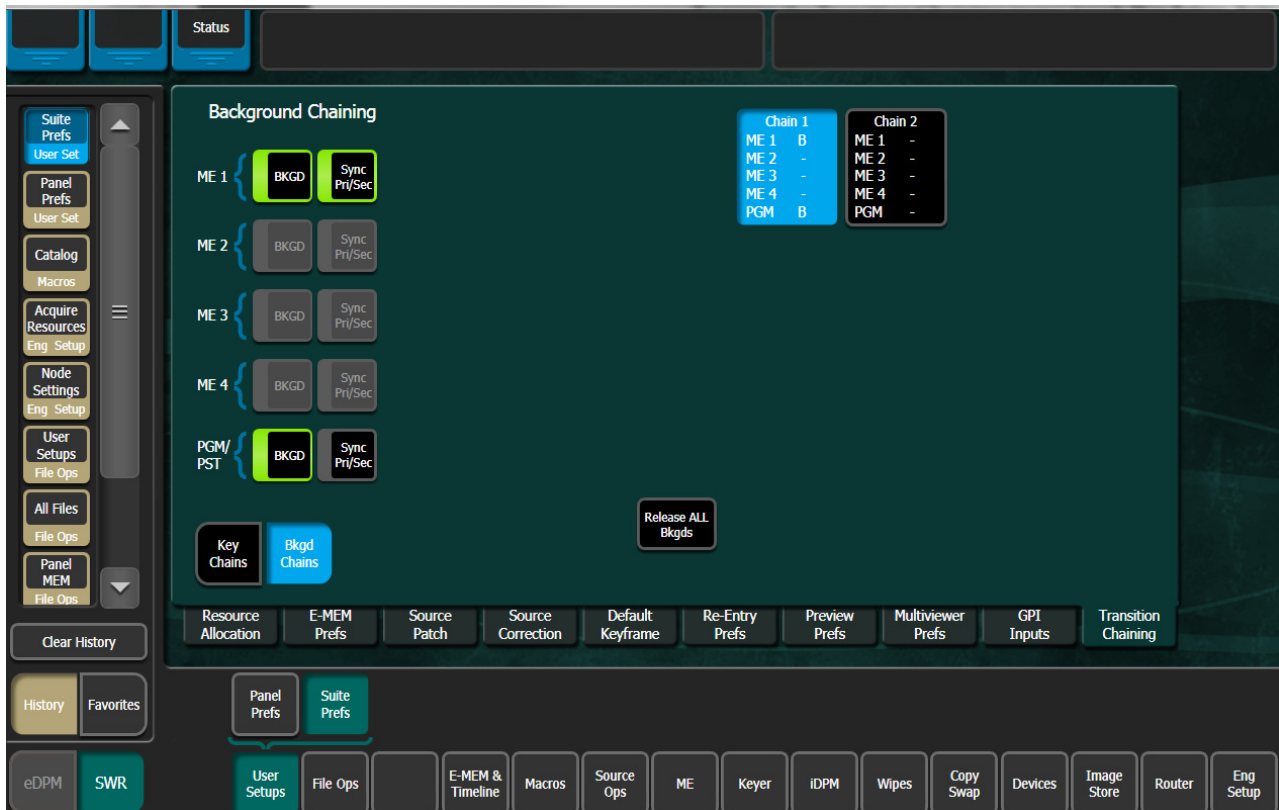 Status
Suite
Prefs
User Set
Panel
Prefs
User Set
Catalog
Macros
Acquire
Resources
Eng Setup
Node
Settings
Eng Setup
User
Setups
File Ops
All Files
File Ops
Panel
MEM
File Ops
Clear History
History
Favorites
eDPM
SWR
Background Chaining
ME 1
BKGD
Sync
Pri/Sec
ME 2
BKGD
Sync
Pri/Sec
ME 3
BKGD
Sync
Pri/Sec
ME 4
BKGD
Sync
Pri/Sec
PGM/
PST
BKGD
Sync
Pri/Sec
Chain 1
ME 1 B
ME 2 -
ME 3 -
ME 4 -
PGM B
Chain 2
ME 1 -
ME 2 -
ME 3 -
ME 4 -
PGM -
Release ALL
Bkgds
Key
Chains
Bkgd
Chains
Resource
Allocation
E-MEM
Prefs
Source
Patch
Source
Correction
Default
Keyframe
Re-Entry
Prefs
Preview
Prefs
Multiviewer
Prefs
GPI
Inputs
Transition
Chaining
Panel
Prefs
Suite
Prefs
User
Setups
File Ops
E-MEM &
Timeline
Macros
Source
Ops
ME
Keyer
iDPM
Wipes
Copy
Swap
Devices
Image
Store
Router
Eng
Setup